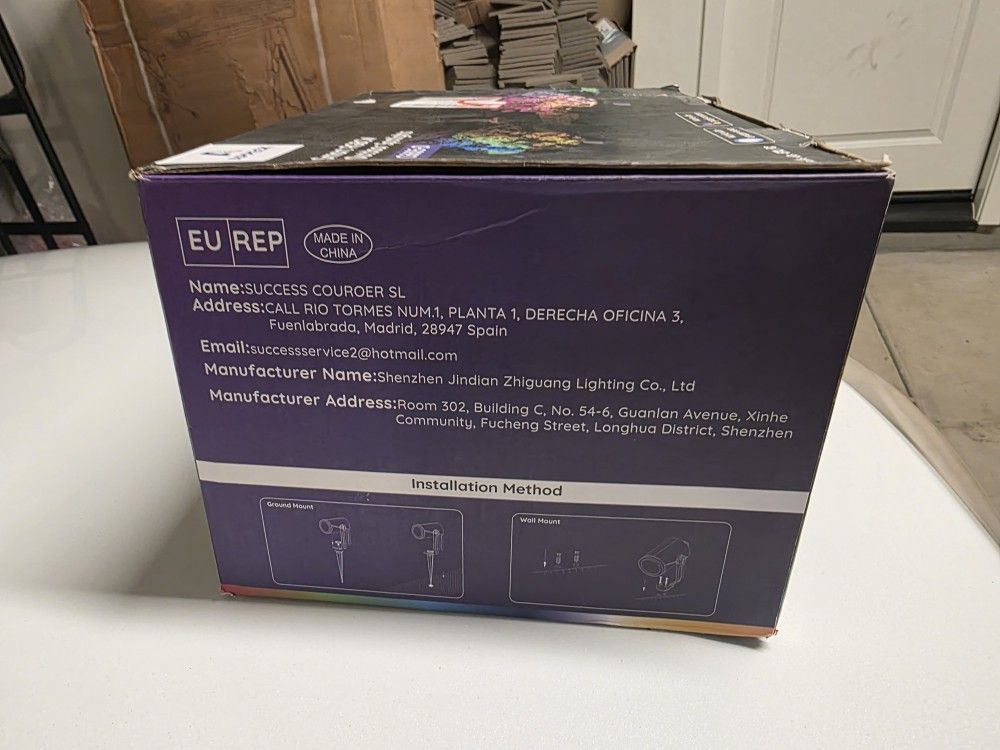 EU REP
MADE IN
CHINA
Name:SUCCESS COUROER SL
Address:CALL RIO TORMES NUM.1, PLANTA 1, DERECHA OFICINA 3,
Fuenlabrada, Madrid, 28947 Spain
Email:successservice2@hotmail.com
Manufacturer Name:Shenzhen Jindian Zhiguang Lighting Co., Ltd
Manufacturer Address:Room 302, Building C, No. 54-6, Guanlan Avenue, Xinhe
Community, Fucheng Street, Longhua District, Shenzhen
Installation Method
Ground Mount
Wall Mount